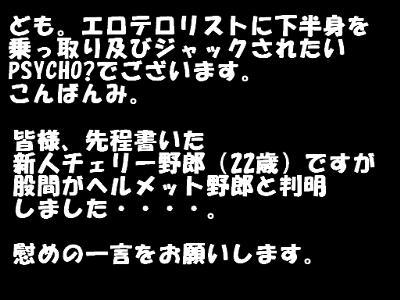 ども。エロテロリストに下半身を
乗っ取り及びジャックされたい
PSYCHO?でございます。
こんばんみ。
皆様、先程書いた
新人チェリー野郎（22歳）ですが
股間がヘルメット野郎と判明
しました・・・・。
慰めの一言をお願いします。